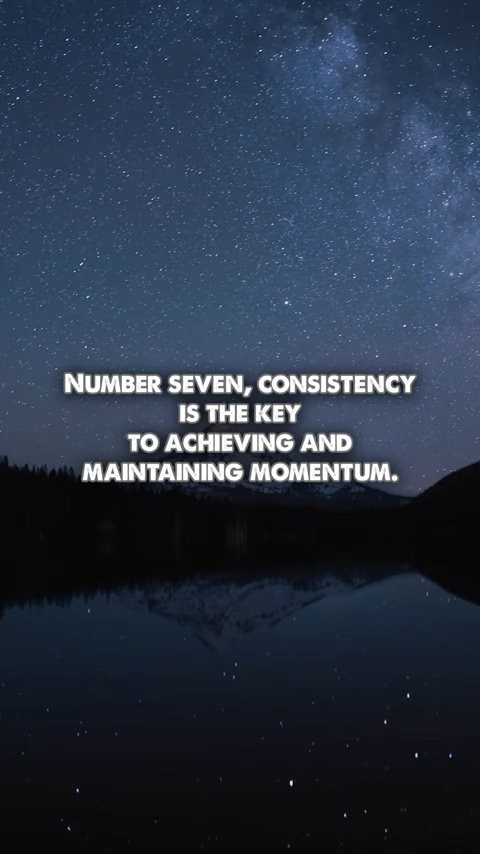 Number seven, consistency
is the key
to achieving and
maintaining momentum.